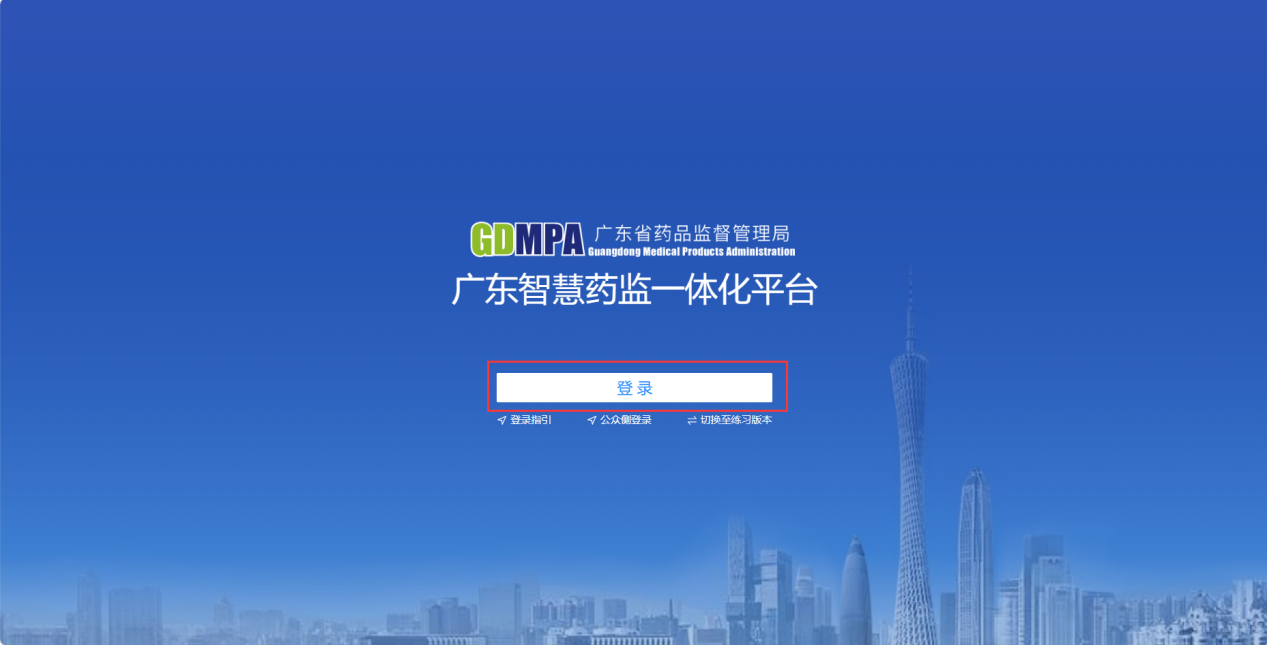 GDMPA 广东省药品监督管理局
Guangdong Medical Products Administration
广东智慧药监一体化平台
登录
登录指引 公众侧登录 切换至练习版本